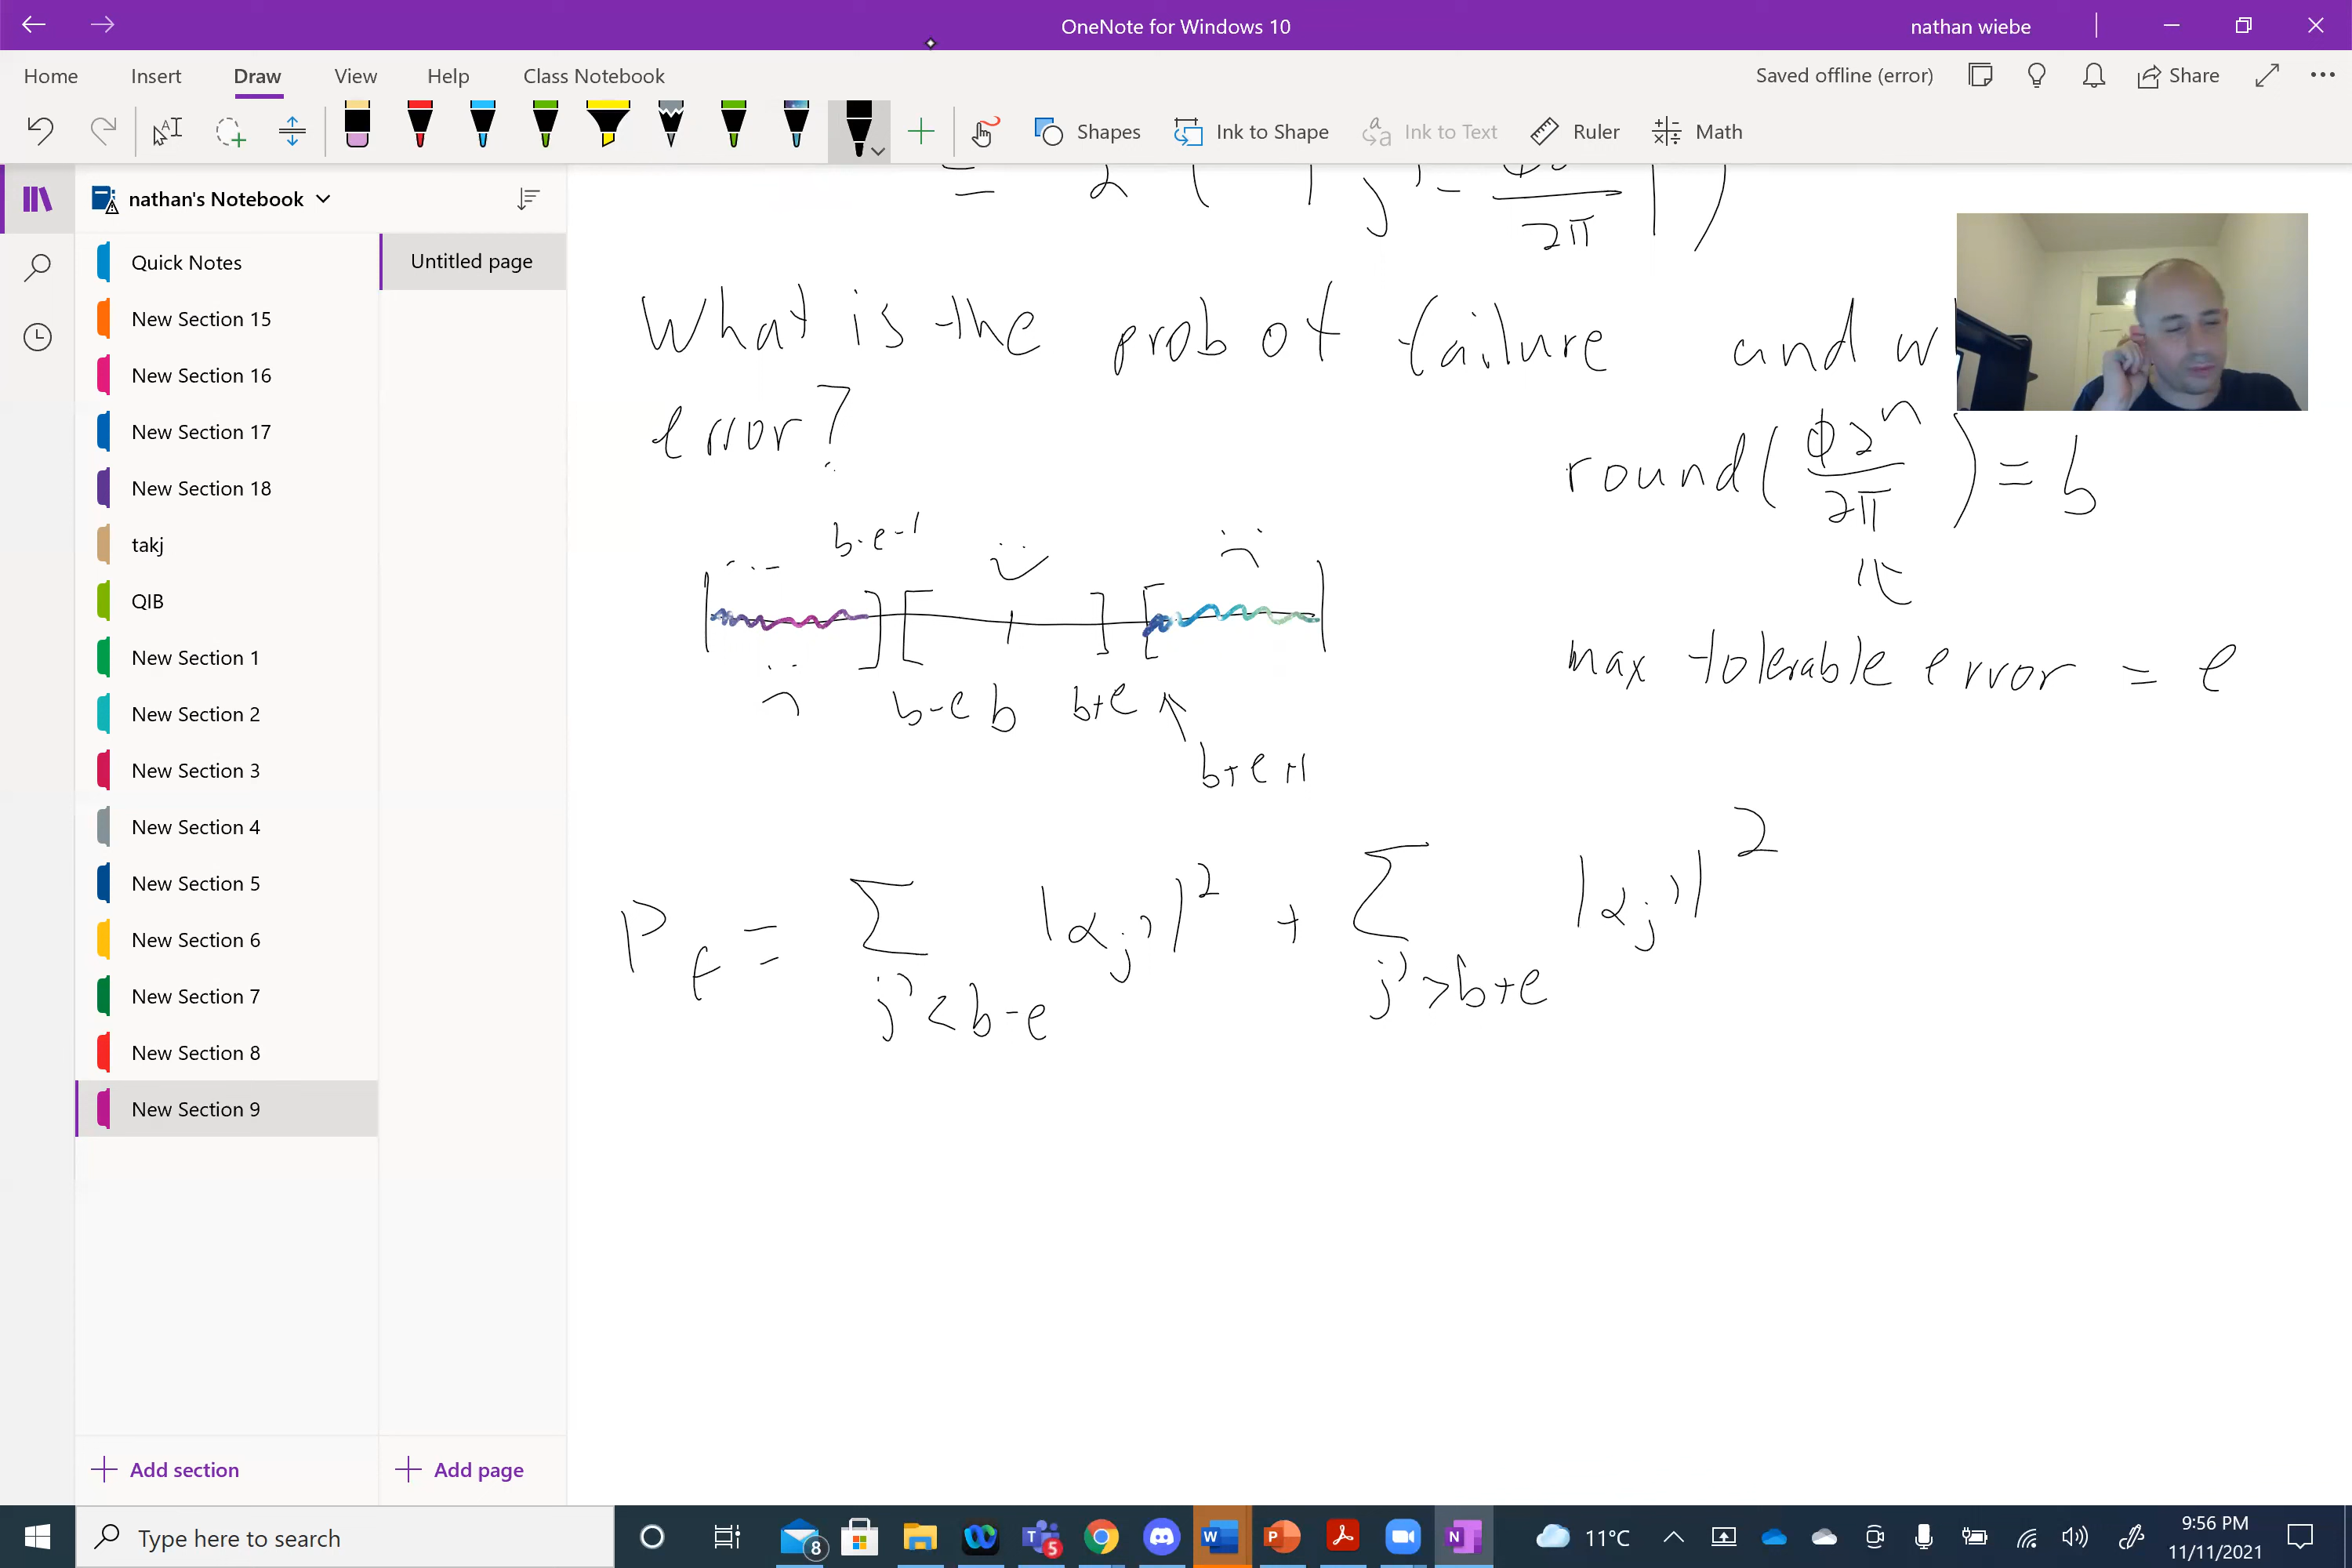 OneNote for Windows 10
nathan wiebe
Home Insert Draw View Help Class Notebook
Saved offline (error) Share
Shapes Ink to Shape Ink to Text Ruler Math
nathan's Notebook
Quick Notes
New Section 15
New Section 16
New Section 17
New Section 18
takj
QIB
New Section 1
New Section 2
New Section 3
New Section 4
New Section 5
New Section 6
New Section 7
New Section 8
New Section 9
Add section
Untitled page
Add page
= 2 ( | j' - / 2π | )
What is the prob of failure and w
error?
round( ϕ2^n / 2π ) = b
max tolerable error = e
b-e-1
b-e b b+e
b+e+1
P_f = Σ_{j'<b-e} |α_j'|^2 + Σ_{j'>b+e} |α_j'|^2
Type here to search
8
5
11°C
9:56 PM
11/11/2021